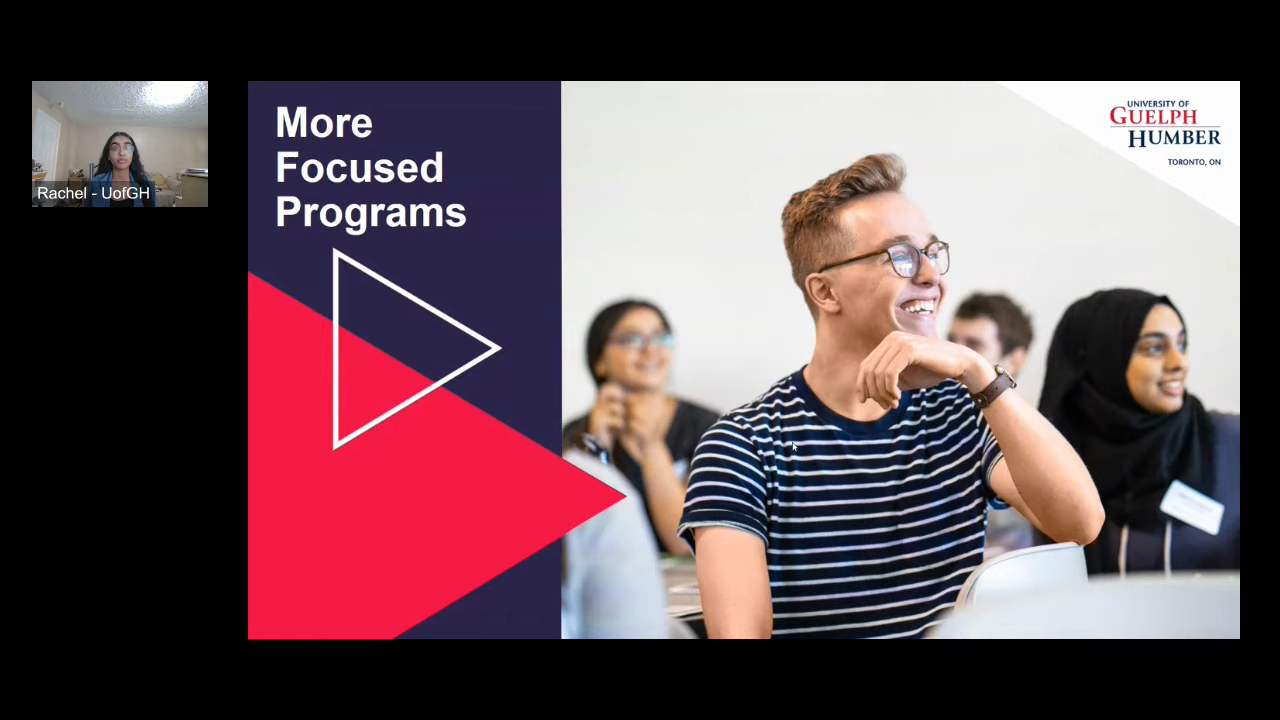 Rachel - UofGH
More
Focused
Programs
UNIVERSITY OF
GUELPH
HUMBER
TORONTO, ON